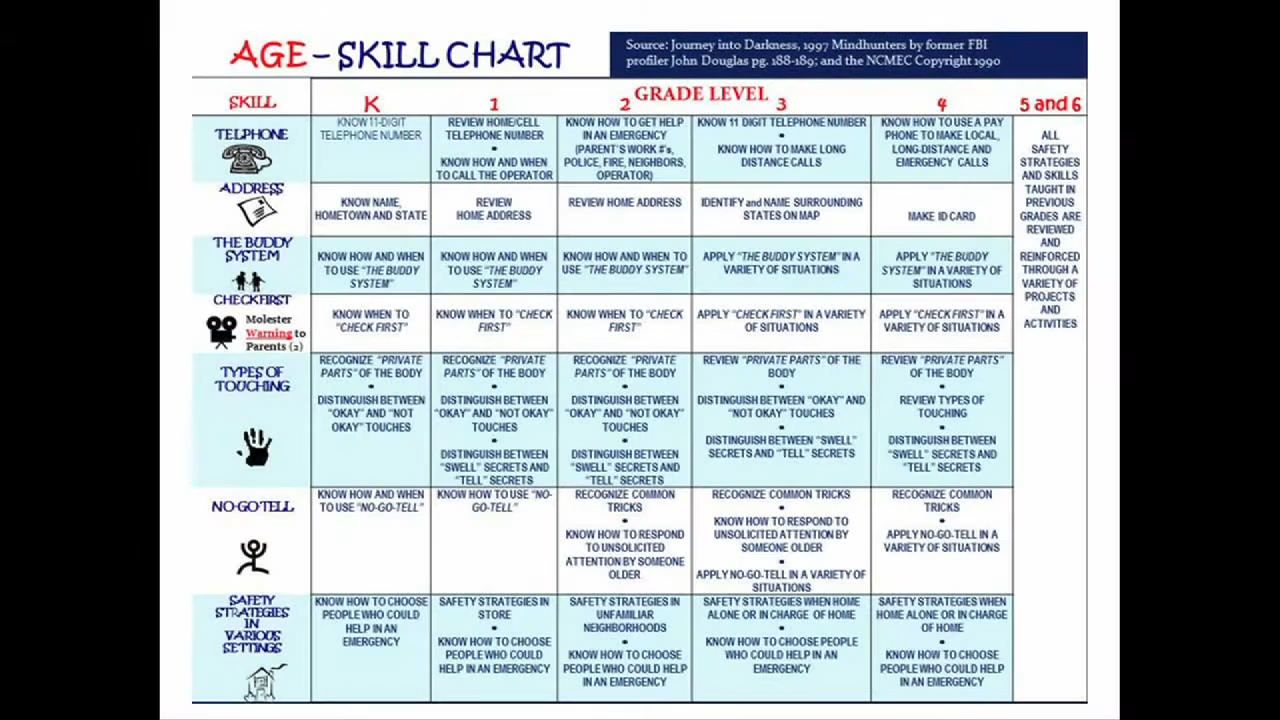 AGE – SKILL CHART
Source: Journey into Darkness, 1997 Mindhunters by former FBI
profiler John Douglas pg. 188-189; and the NCMEC Copyright 1990
GRADE LEVEL
SKILL K 1 2 3 4 5 and 6
TELPHONE
KNOW 11-DIGIT
TELEPHONE NUMBER
REVIEW HOME/CELL
TELEPHONE NUMBER
•
KNOW HOW AND WHEN
TO CALL THE OPERATOR
KNOW HOW TO GET HELP
IN AN EMERGENCY
(PARENT'S WORK #'s,
POLICE, FIRE, NEIGHBORS,
OPERATOR)
KNOW 11 DIGIT TELEPHONE NUMBER
•
KNOW HOW TO MAKE LONG
DISTANCE CALLS
KNOW HOW TO USE A PAY
PHONE TO MAKE LOCAL,
LONG-DISTANCE AND
EMERGENCY CALLS
ALL
SAFETY
STRATEGIES
AND SKILLS
TAUGHT IN
PREVIOUS
GRADES ARE
REVIEWED
AND
REINFORCED
THROUGH A
VARIETY OF
PROJECTS
AND
ACTIVITIES
ADDRESS
KNOW NAME,
HOMETOWN AND STATE
REVIEW
HOME ADDRESS
REVIEW HOME ADDRESS
IDENTIFY and NAME SURROUNDING
STATES ON MAP
MAKE ID CARD
THE BUDDY
SYSTEM
KNOW HOW AND WHEN
TO USE "THE BUDDY
SYSTEM"
KNOW HOW AND WHEN
TO USE "THE BUDDY
SYSTEM"
KNOW HOW AND WHEN TO
USE "THE BUDDY SYSTEM"
APPLY "THE BUDDY SYSTEM" IN A
VARIETY OF SITUATIONS
APPLY "THE BUDDY
SYSTEM" IN A VARIETY OF
SITUATIONS
CHECK FIRST
Molester
Warning to
Parents (2)
KNOW WHEN TO
"CHECK FIRST"
KNOW WHEN TO "CHECK
FIRST"
KNOW WHEN TO "CHECK
FIRST"
APPLY "CHECK FIRST" IN A VARIETY
OF SITUATIONS
APPLY "CHECK FIRST" IN A
VARIETY OF SITUATIONS
TYPES OF
TOUCHING
RECOGNIZE "PRIVATE
PARTS" OF THE BODY
•
DISTINGUISH BETWEEN
"OKAY" AND "NOT
OKAY" TOUCHES
RECOGNIZE "PRIVATE
PARTS" OF THE BODY
•
DISTINGUISH BETWEEN
"OKAY" AND "NOT OKAY"
TOUCHES
•
DISTINGUISH BETWEEN
"SWELL" SECRETS AND
"TELL" SECRETS
RECOGNIZE "PRIVATE
PARTS" OF THE BODY
•
DISTINGUISH BETWEEN
"OKAY" AND "NOT OKAY"
TOUCHES
•
DISTINGUISH BETWEEN
"SWELL" SECRETS AND
"TELL" SECRETS
REVIEW "PRIVATE PARTS" OF THE
BODY
•
DISTINGUISH BETWEEN "OKAY" AND
"NOT OKAY" TOUCHES
•
DISTINGUISH BETWEEN "SWELL"
SECRETS AND "TELL" SECRETS
REVIEW "PRIVATE PARTS"
OF THE BODY
•
REVIEW TYPES OF
TOUCHING
•
DISTINGUISH BETWEEN
"SWELL" SECRETS AND
"TELL" SECRETS
NO-GO TELL
KNOW HOW AND WHEN
TO USE "NO-GO-TELL"
KNOW HOW TO USE "NO-
GO-TELL"
RECOGNIZE COMMON
TRICKS
•
KNOW HOW TO RESPOND
TO UNSOLICITED
ATTENTION BY SOMEONE
OLDER
RECOGNIZE COMMON TRICKS
•
KNOW HOW TO RESPOND TO
UNSOLICITED ATTENTION BY
SOMEONE OLDER
•
APPLY NO-GO-TELL IN A VARIETY OF
SITUATIONS
RECOGNIZE COMMON
TRICKS
•
APPLY NO-GO-TELL IN A
VARIETY OF SITUATIONS
SAFETY
STRATEGIES
IN
VARIOUS
SETTINGS
KNOW HOW TO CHOOSE
PEOPLE WHO COULD
HELP IN AN
EMERGENCY
SAFETY STRATEGIES IN
STORE
•
KNOW HOW TO CHOOSE
PEOPLE WHO COULD
HELP IN AN EMERGENCY
SAFETY STRATEGIES IN
UNFAMILIAR
NEIGHBORHOODS
•
KNOW HOW TO CHOOSE
PEOPLE WHO COULD HELP
IN AN EMERGENCY
SAFETY STRATEGIES WHEN HOME
ALONE OR IN CHARGE OF HOME
•
KNOW HOW TO CHOOSE PEOPLE
WHO COULD HELP IN AN
EMERGENCY
SAFETY STRATEGIES WHEN
HOME ALONE OR IN CHARGE
OF HOME
•
KNOW HOW TO CHOOSE
PEOPLE WHO COULD HELP
IN AN EMERGENCY